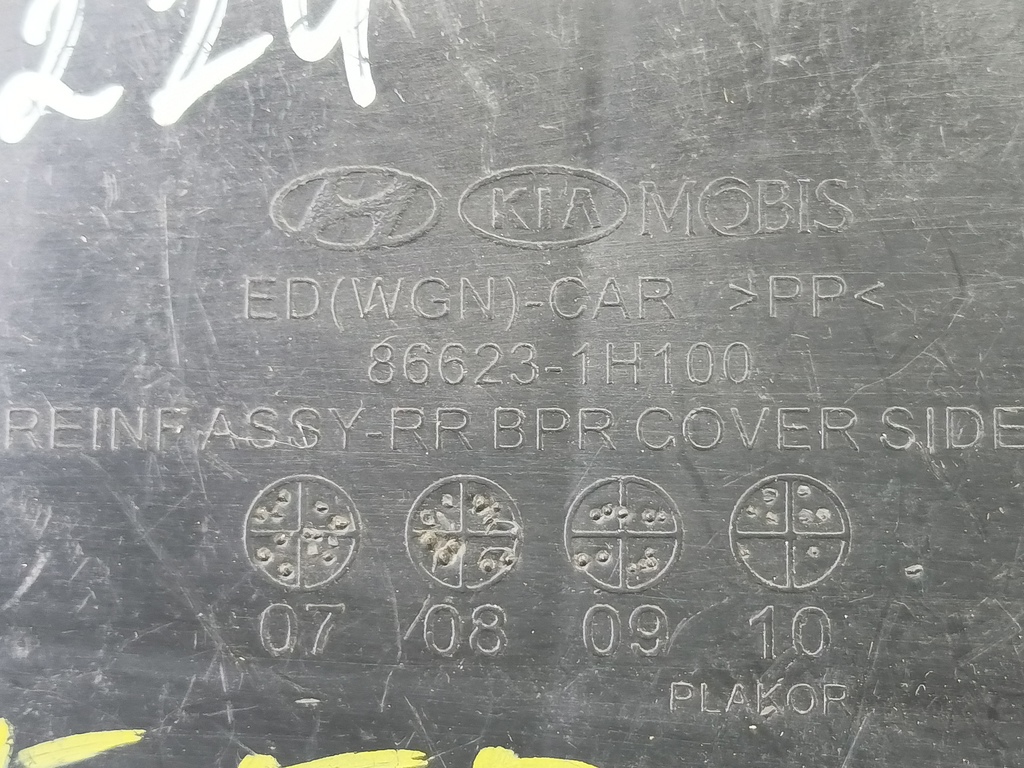 224
KIA MOBIS
ED(WGN)-CAR >PP<
86623-1H100
REINF ASSY-RR BPR COVER SIDE
07 08 09 10
PLAKOR